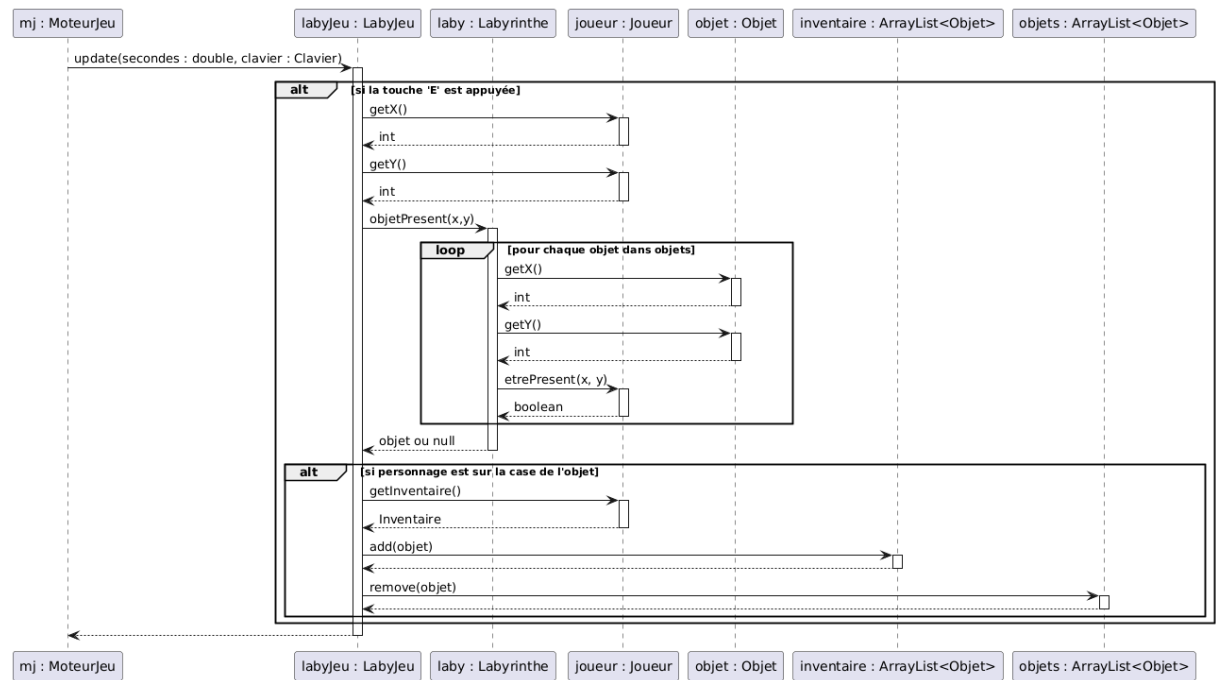 mj : MoteurJeu
labyJeu : LabyJeu
laby : Labyrinthe
joueur : Joueur
objet : Objet
inventaire : ArrayList<Objet>
objets : ArrayList<Objet>
update(secondes : double, clavier : Clavier)
alt [si la touche 'E' est appuyée]
getX()
int
getY()
int
objetPresent(x,y)
loop [pour chaque objet dans objets]
getX()
int
getY()
int
etrePresent(x, y)
boolean
objet ou null
alt [si personnage est sur la case de l'objet]
getInventaire()
Inventaire
add(objet)
remove(objet)
mj : MoteurJeu
labyJeu : LabyJeu
laby : Labyrinthe
joueur : Joueur
objet : Objet
inventaire : ArrayList<Objet>
objets : ArrayList<Objet>